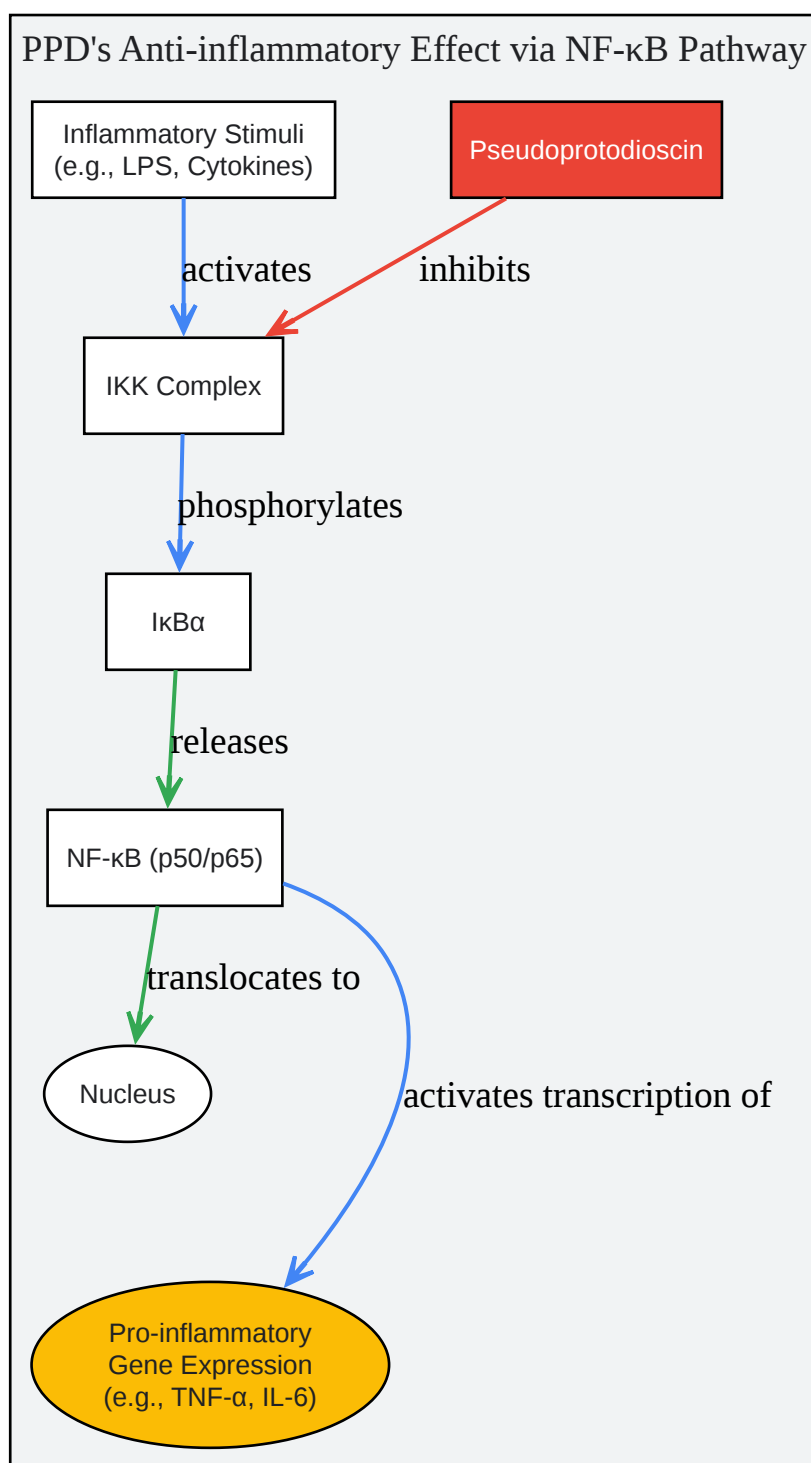 PPD's Anti-inflammatory Effect via NF-κB Pathway
Inflammatory Stimuli
(e.g., LPS, Cytokines)
Pseudoprotodioscin
activates
inhibits
IKK Complex
phosphorylates
IκBα
releases
NF-κB (p50/p65)
translocates to
Nucleus
activates transcription of
Pro-inflammatory
Gene Expression
(e.g., TNF-α, IL-6)